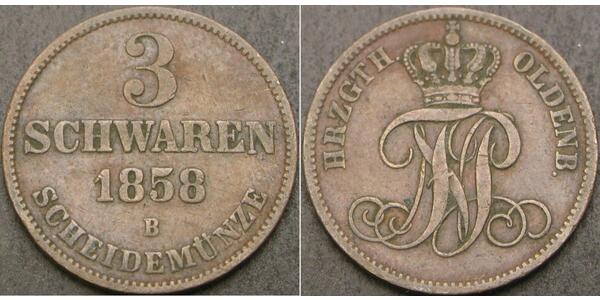 3
SCHWAREN
1858
B
SCHEIDEMÜNZE
HRZGTH OLDENB.